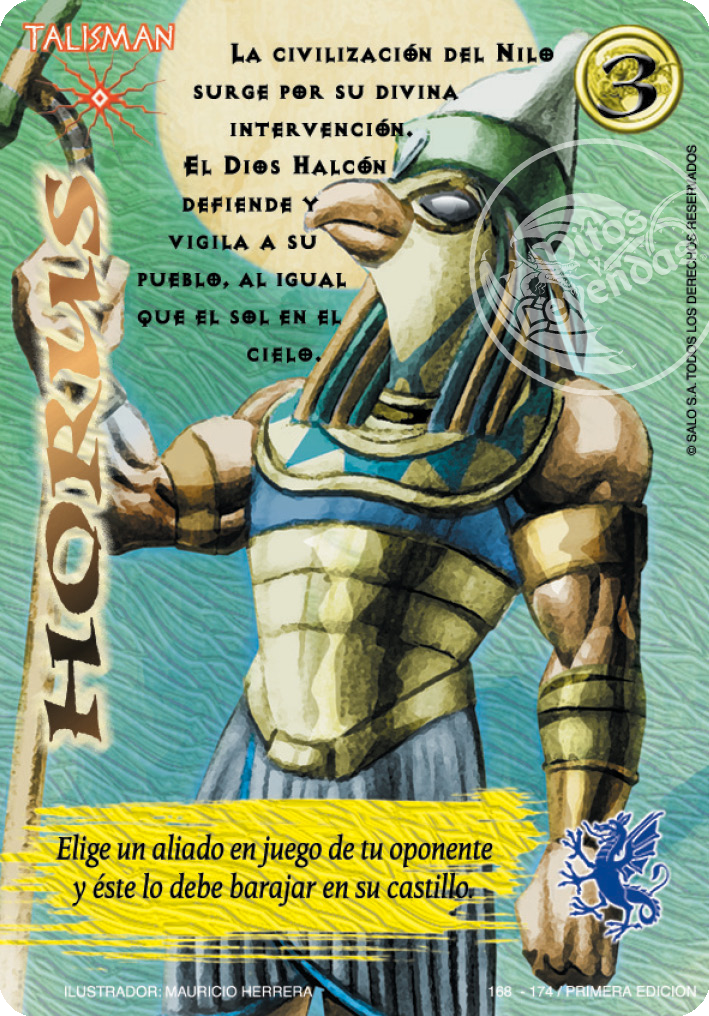 TALISMAN
3
LA CIVILIZACIÓN DEL NILO
SURGE POR SU DIVINA
INTERVENCIÓN.
EL DIOS HALCÓN
DEFIENDE Y
VIGILA A SU
PUEBLO, AL IGUAL
QUE EL SOL EN EL
CIELO.
HORUS
Mitos
y
Leyendas
© SALO S.A. TODOS LOS DERECHOS RESERVADOS
Elige un aliado en juego de tu oponente
y éste lo debe barajar en su castillo.
ILUSTRADOR: MAURICIO HERRERA
168 - 174 / PRIMERA EDICION